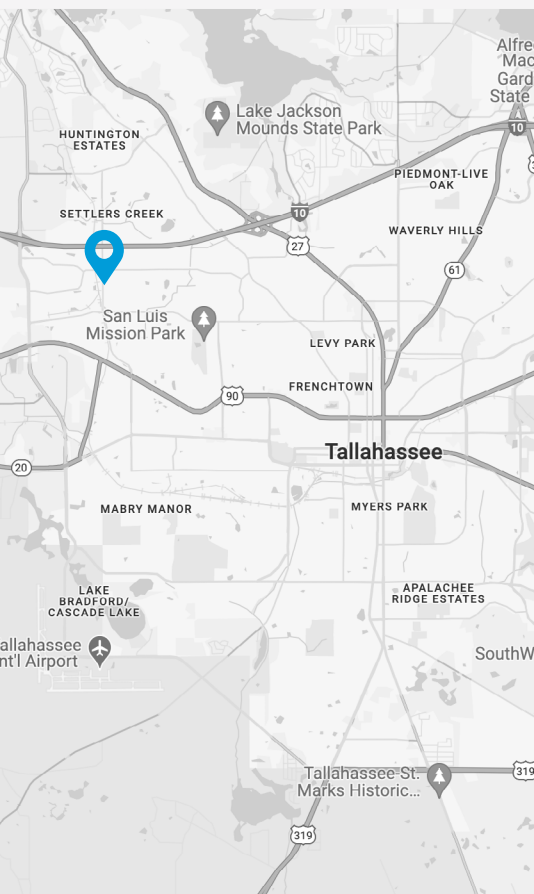 Alfre
Mac
Gard
State
Lake Jackson
Mounds State Park
HUNTINGTON
ESTATES
10
PIEDMONT-LIVE
OAK
SETTLERS CREEK
10
WAVERLY HILLS
27
61
San Luis
Mission Park
LEVY PARK
FRENCHTOWN
90
Tallahassee
20
MABRY MANOR
MYERS PARK
LAKE
BRADFORD/
CASCADE LAKE
APALACHEE
RIDGE ESTATES
allahassee
nt'l Airport
SouthW
Tallahassee St.
Marks Historic...
319
319